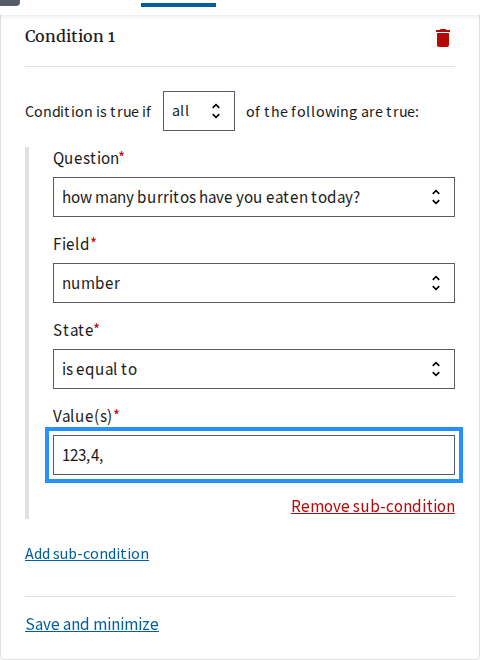 Condition 1
Condition is true if all of the following are true:
Question*
how many burritos have you eaten today?
Field*
number
State*
is equal to
Value(s)*
123,4,
Remove sub-condition
Add sub-condition
Save and minimize